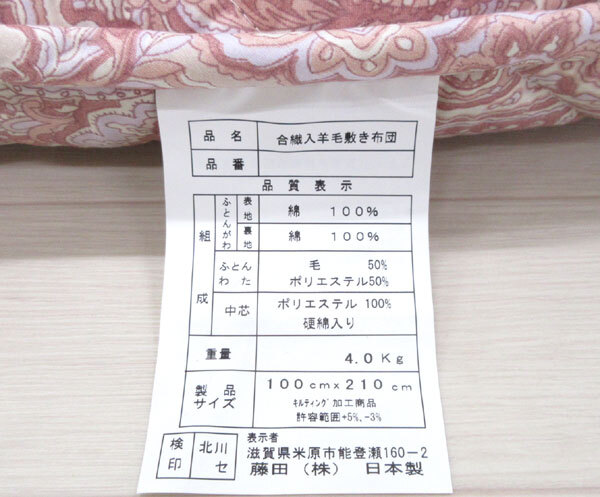 品名 合繊入羊毛敷き布団
品番
品質表示
組成
ふとんがわ 表地 綿 100%
裏地 綿 100%
ふとんわた 毛 50%
ポリエステル50%
中芯 ポリエステル 100%
硬綿入り
重量 4.0Kg
製品サイズ 100cm×210cm
ｷﾙﾃｨﾝｸﾞ加工商品
許容範囲+5%,-3%
検印 北川セ
表示者
滋賀県米原市能登瀬160-2
藤田(株) 日本製